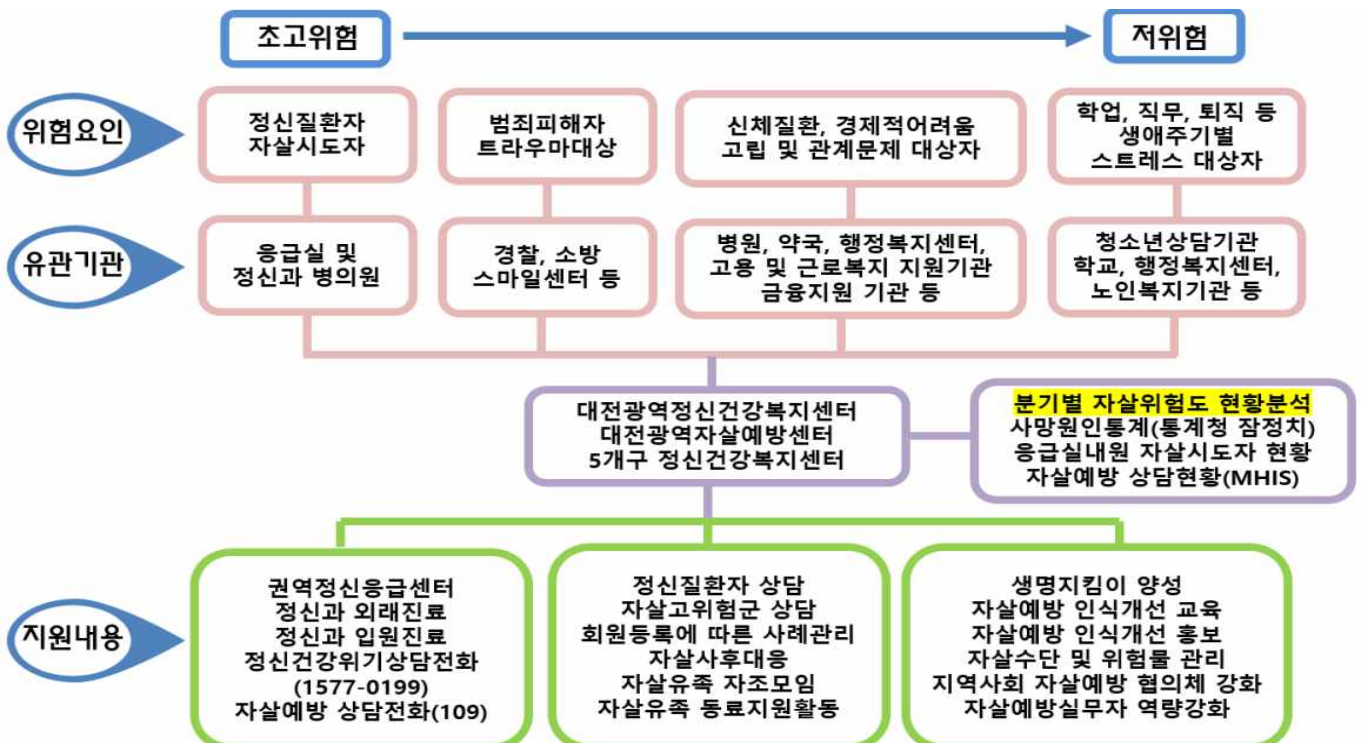 초고위험
저위험
위험요인
정신질환자
자살시도자
범죄피해자
트라우마대상
신체질환, 경제적어려움
고립 및 관계문제 대상자
학업, 직무, 퇴직 등
생애주기별
스트레스 대상자
유관기관
응급실 및
정신과 병의원
경찰, 소방
스마일센터 등
병원, 약국, 행정복지센터,
고용 및 근로복지 지원기관
금융지원 기관 등
청소년상담기관
학교, 행정복지센터,
노인복지기관 등
대전광역정신건강복지센터
대전광역자살예방센터
5개구 정신건강복지센터
분기별 자살위험도 현황분석
사망원인통계(통계청 잠정치)
응급실내원 자살시도자 현황
자살예방 상담현황(MHIS)
지원내용
권역정신응급센터
정신과 외래진료
정신과 입원진료
정신건강위기상담전화
(1577-0199)
자살예방 상담전화(109)
정신질환자 상담
자살고위험군 상담
회원등록에 따른 사례관리
자살사후대응
자살유족 자조모임
자살유족 동료지원활동
생명지킴이 양성
자살예방 인식개선 교육
자살예방 인식개선 홍보
자살수단 및 위험물 관리
지역사회 자살예방 협의체 강화
자살예방실무자 역량강화